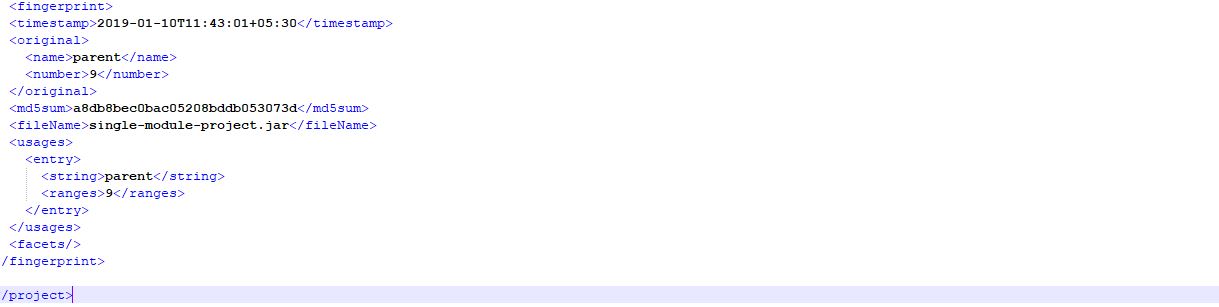 <fingerprint>
<timestamp>2019-01-10T11:43:01+05:30</timestamp>
<original>
<name>parent</name>
<number>9</number>
</original>
<md5sum>a8db8bec0bac05208bddb053073d</md5sum>
<fileName>single-module-project.jar</fileName>
<usages>
<entry>
<string>parent</string>
<ranges>9</ranges>
</entry>
</usages>
<facets/>
/fingerprint>
/project>